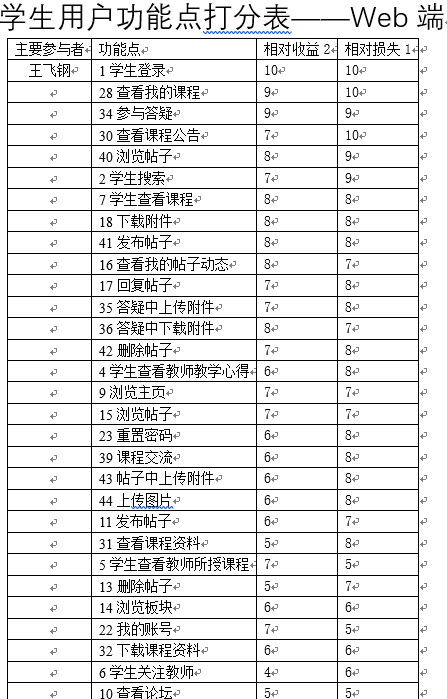 学生用户功能点打分表——Web 端
主要参与者 功能点 相对收益 2 相对损失 1
王飞钢 1 学生登录 10 10
28 查看我的课程 9 10
34 参与答疑 9 9
30 查看课程公告 7 10
40 浏览帖子 8 9
2 学生搜索 7 9
7 学生查看课程 8 8
18 下载附件 8 8
41 发布帖子 8 8
16 查看我的帖子动态 8 7
17 回复帖子 7 8
35 答疑中上传附件 7 8
36 答疑中下载附件 8 7
42 删除帖子 7 8
4 学生查看教师教学心得 6 8
9 浏览主页 7 7
15 浏览帖子 7 7
23 重置密码 6 8
39 课程交流 6 8
43 帖子中上传附件 6 8
44 上传图片 6 8
11 发布帖子 6 7
31 查看课程资料 5 8
5 学生查看教师所授课程 7 5
13 删除帖子 5 7
14 浏览板块 6 6
22 我的账号 7 5
32 下载课程资料 6 6
6 学生关注教师 4 6
10 查看论坛 5 5